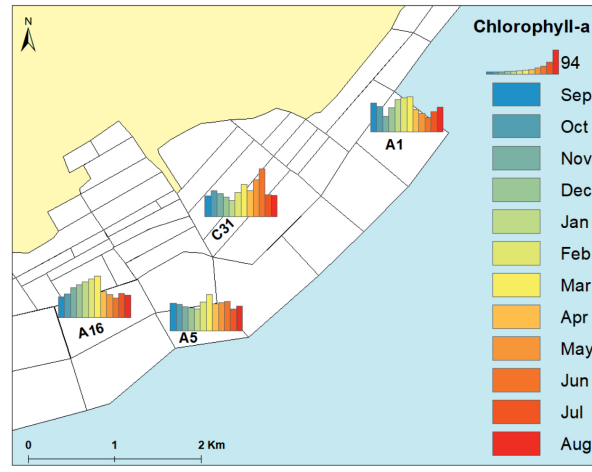 N
Chlorophyll-a
94
Sep
Oct
Nov
Dec
Jan
Feb
Mar
Apr
May
Jun
Jul
Aug
A1
C31
A16
A5
0 1 2 Km